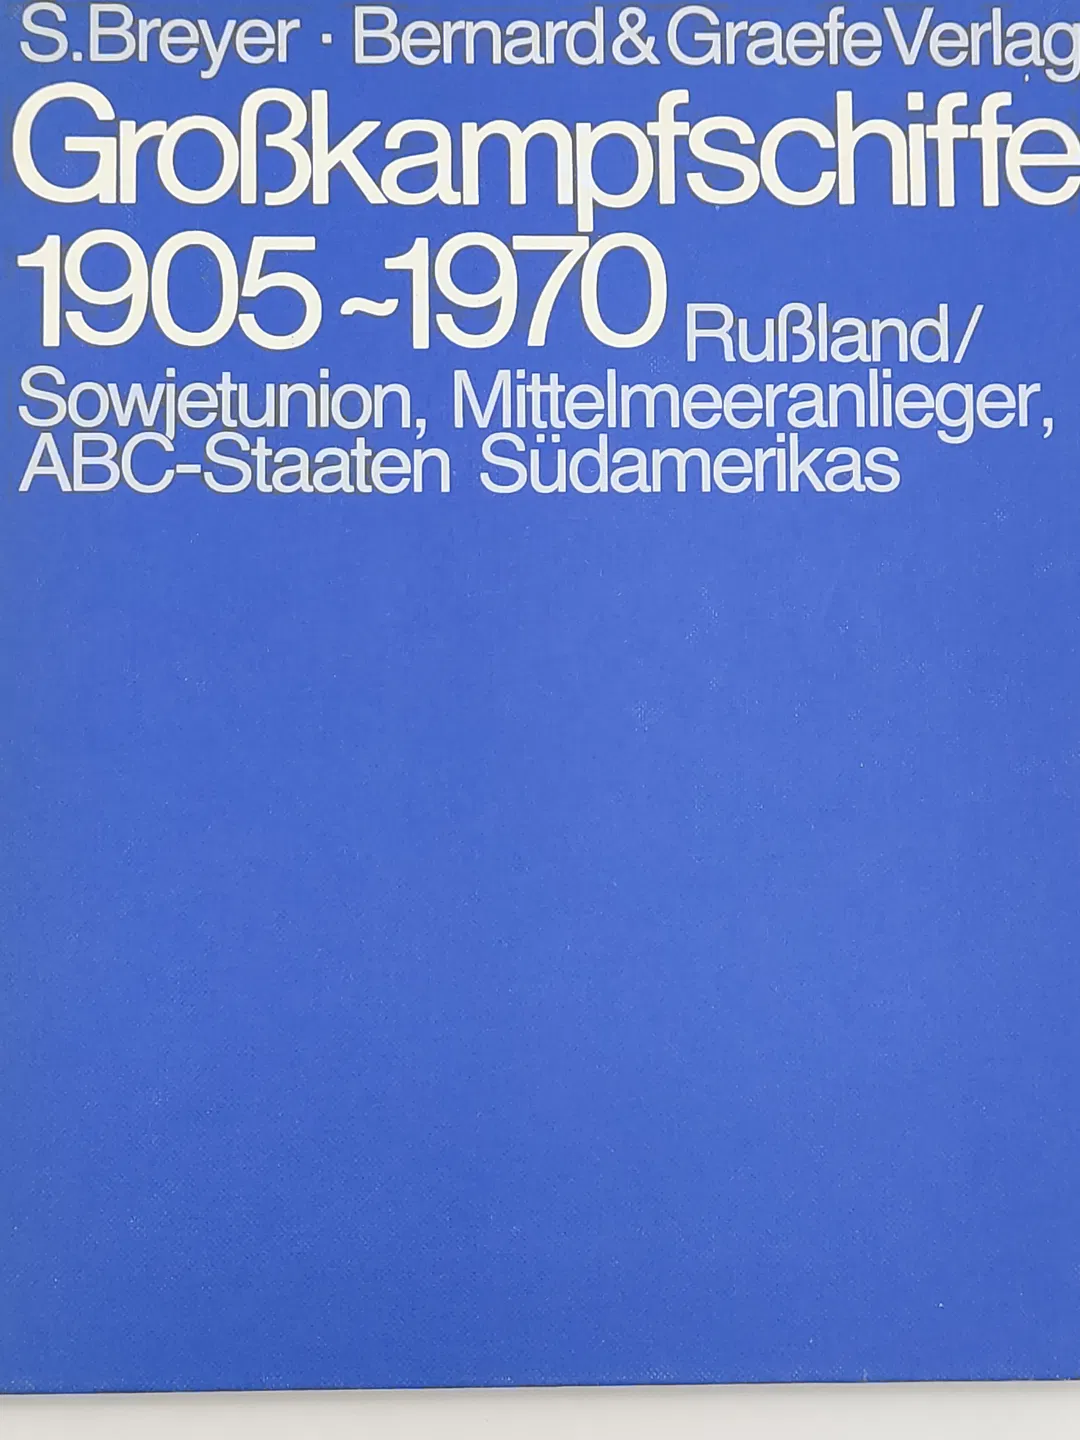 S.Breyer · Bernard & Graefe Verlag
Großkampfschiffe
1905~1970 Rußland/
Sowjetunion, Mittelmeeranlieger,
ABC-Staaten Südamerikas